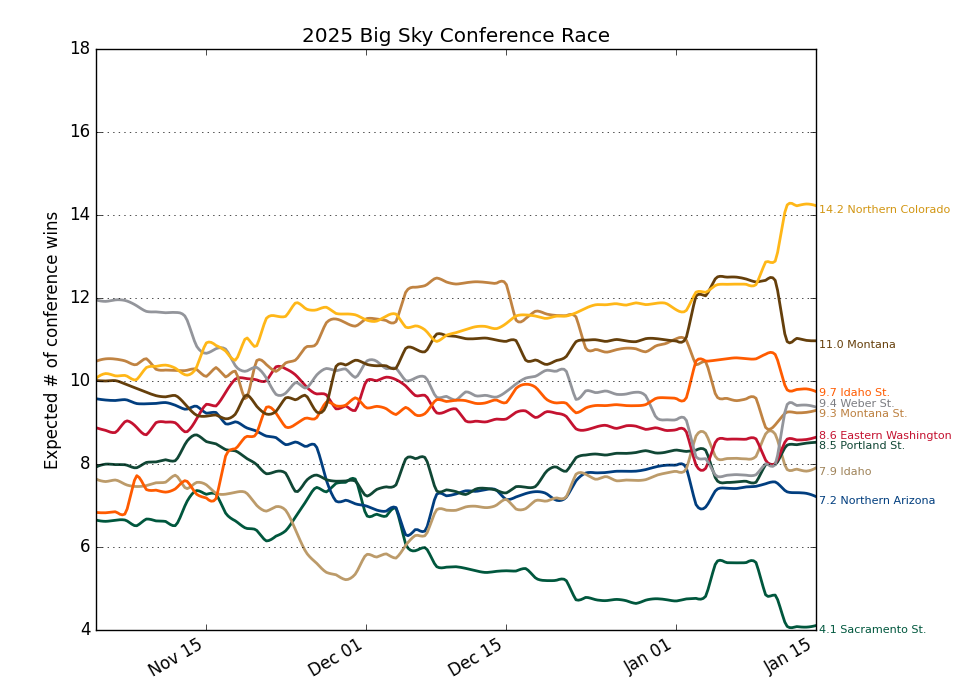 2025 Big Sky Conference Race
Expected # of conference wins
18
16
14
12
10
8
6
4
14.2 Northern Colorado
11.0 Montana
9.7 Idaho St.
9.4 Weber St.
9.3 Montana St.
8.6 Eastern Washington
8.5 Portland St.
7.9 Idaho
7.2 Northern Arizona
4.1 Sacramento St.
Nov 15
Dec 01
Dec 15
Jan 01
Jan 15